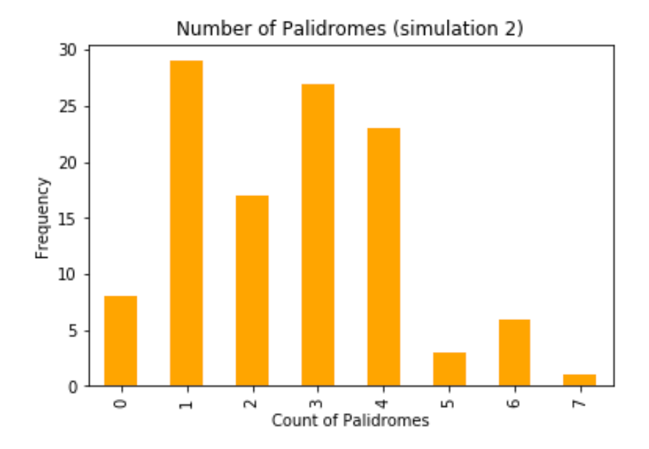 Number of Palidromes (simulation 2)
30
25
20
15
10
5
0
Frequency
0 1 2 3 4 5 6 7
Count of Palidromes